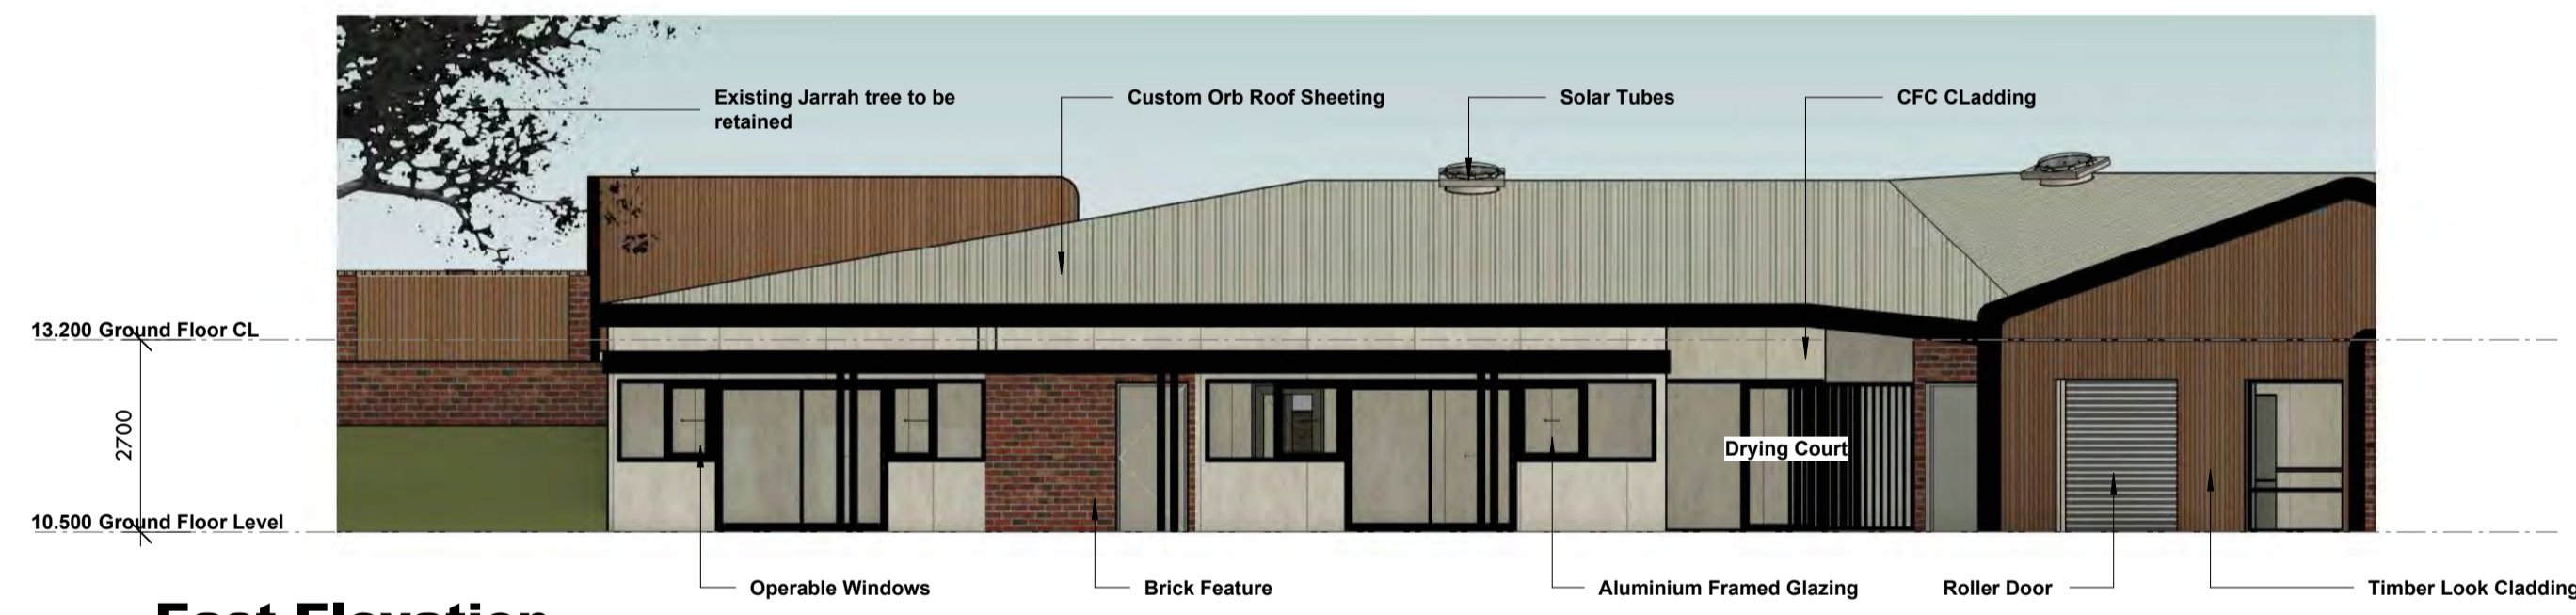 Existing Jarrah tree to be
retained
Custom Orb Roof Sheeting
Solar Tubes
CFC CLadding
13.200 Ground Floor CL
2700
Drying Court
10.500 Ground Floor Level
Operable Windows
Brick Feature
Aluminium Framed Glazing
Roller Door
Timber Look Cladding
East Elevation